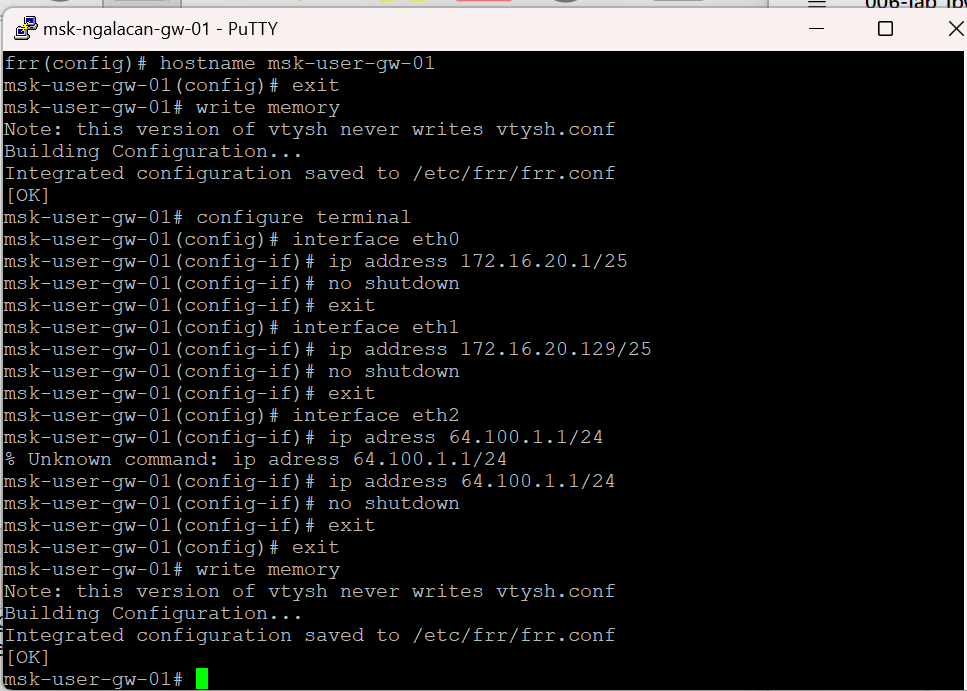 006-lab_ipv
msk-ngalacan-gw-01 - PuTTY
frr(config)# hostname msk-user-gw-01
msk-user-gw-01(config)# exit
msk-user-gw-01# write memory
Note: this version of vtysh never writes vtysh.conf
Building Configuration...
Integrated configuration saved to /etc/frr/frr.conf
[OK]
msk-user-gw-01# configure terminal
msk-user-gw-01(config)# interface eth0
msk-user-gw-01(config-if)# ip address 172.16.20.1/25
msk-user-gw-01(config-if)# no shutdown
msk-user-gw-01(config-if)# exit
msk-user-gw-01(config)# interface eth1
msk-user-gw-01(config-if)# ip address 172.16.20.129/25
msk-user-gw-01(config-if)# no shutdown
msk-user-gw-01(config-if)# exit
msk-user-gw-01(config)# interface eth2
msk-user-gw-01(config-if)# ip adress 64.100.1.1/24
% Unknown command: ip adress 64.100.1.1/24
msk-user-gw-01(config-if)# ip address 64.100.1.1/24
msk-user-gw-01(config-if)# no shutdown
msk-user-gw-01(config-if)# exit
msk-user-gw-01(config)# exit
msk-user-gw-01# write memory
Note: this version of vtysh never writes vtysh.conf
Building Configuration...
Integrated configuration saved to /etc/frr/frr.conf
[OK]
msk-user-gw-01#